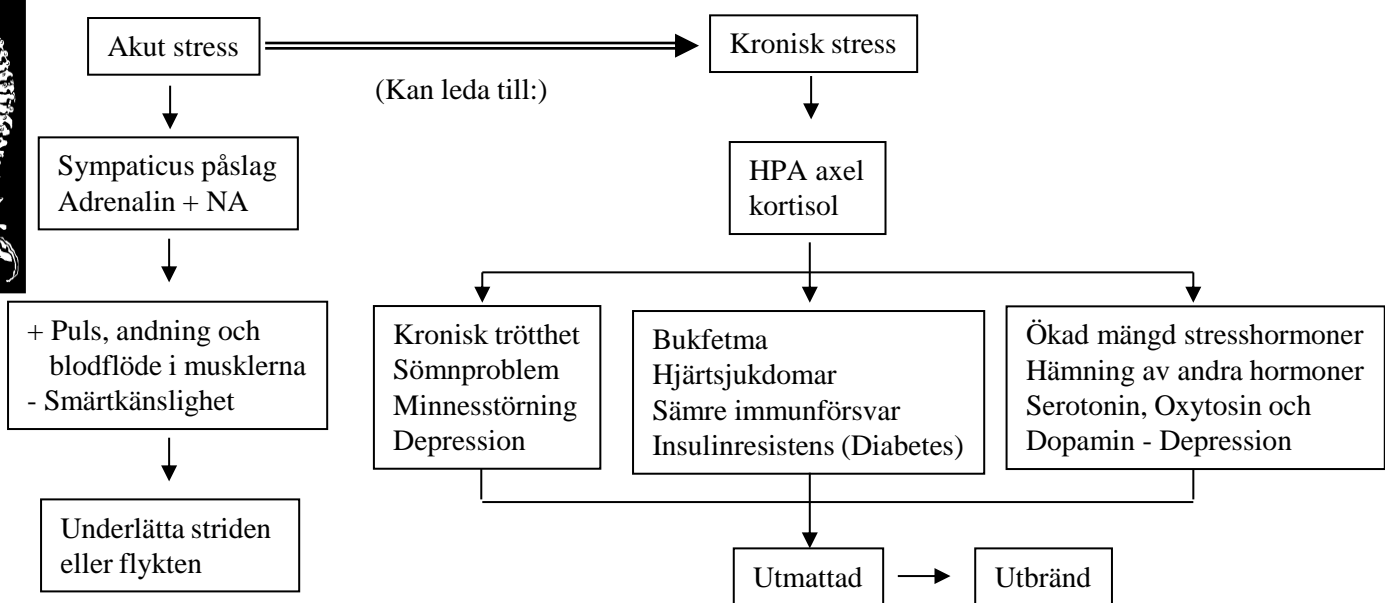 Akut stress
Kronisk stress
(Kan leda till:)
Sympaticus påslag
Adrenalin + NA
HPA axel
kortisol
+ Puls, andning och
blodflöde i musklerna
- Smärtkänslighet
Kronisk trötthet
Sömnproblem
Minnesstörning
Depression
Bukfetma
Hjärtsjukdomar
Sämre immunförsvar
Insulinresistens (Diabetes)
Ökad mängd stresshormoner
Hämning av andra hormoner
Serotonin, Oxytosin och
Dopamin - Depression
Underlätta striden
eller flykten
Utmattad
Utbränd